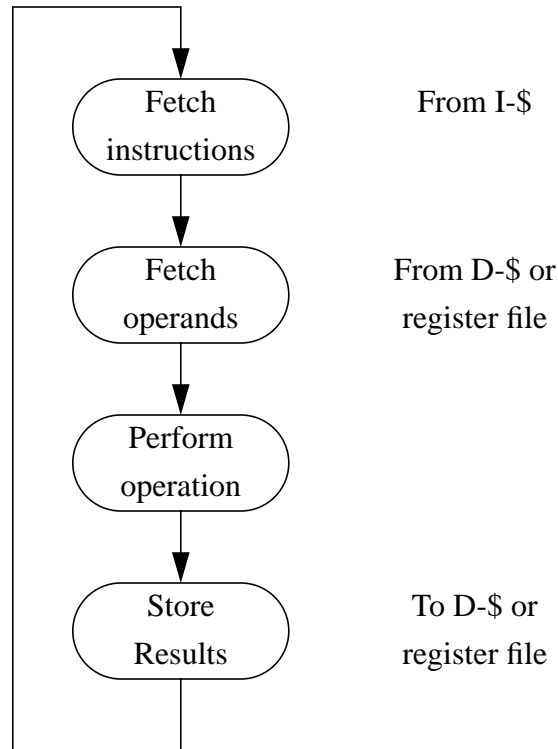 Fetch
instructions
From I-$
Fetch
operands
From D-$ or
register file
Perform
operation
Store
Results
To D-$ or
register file